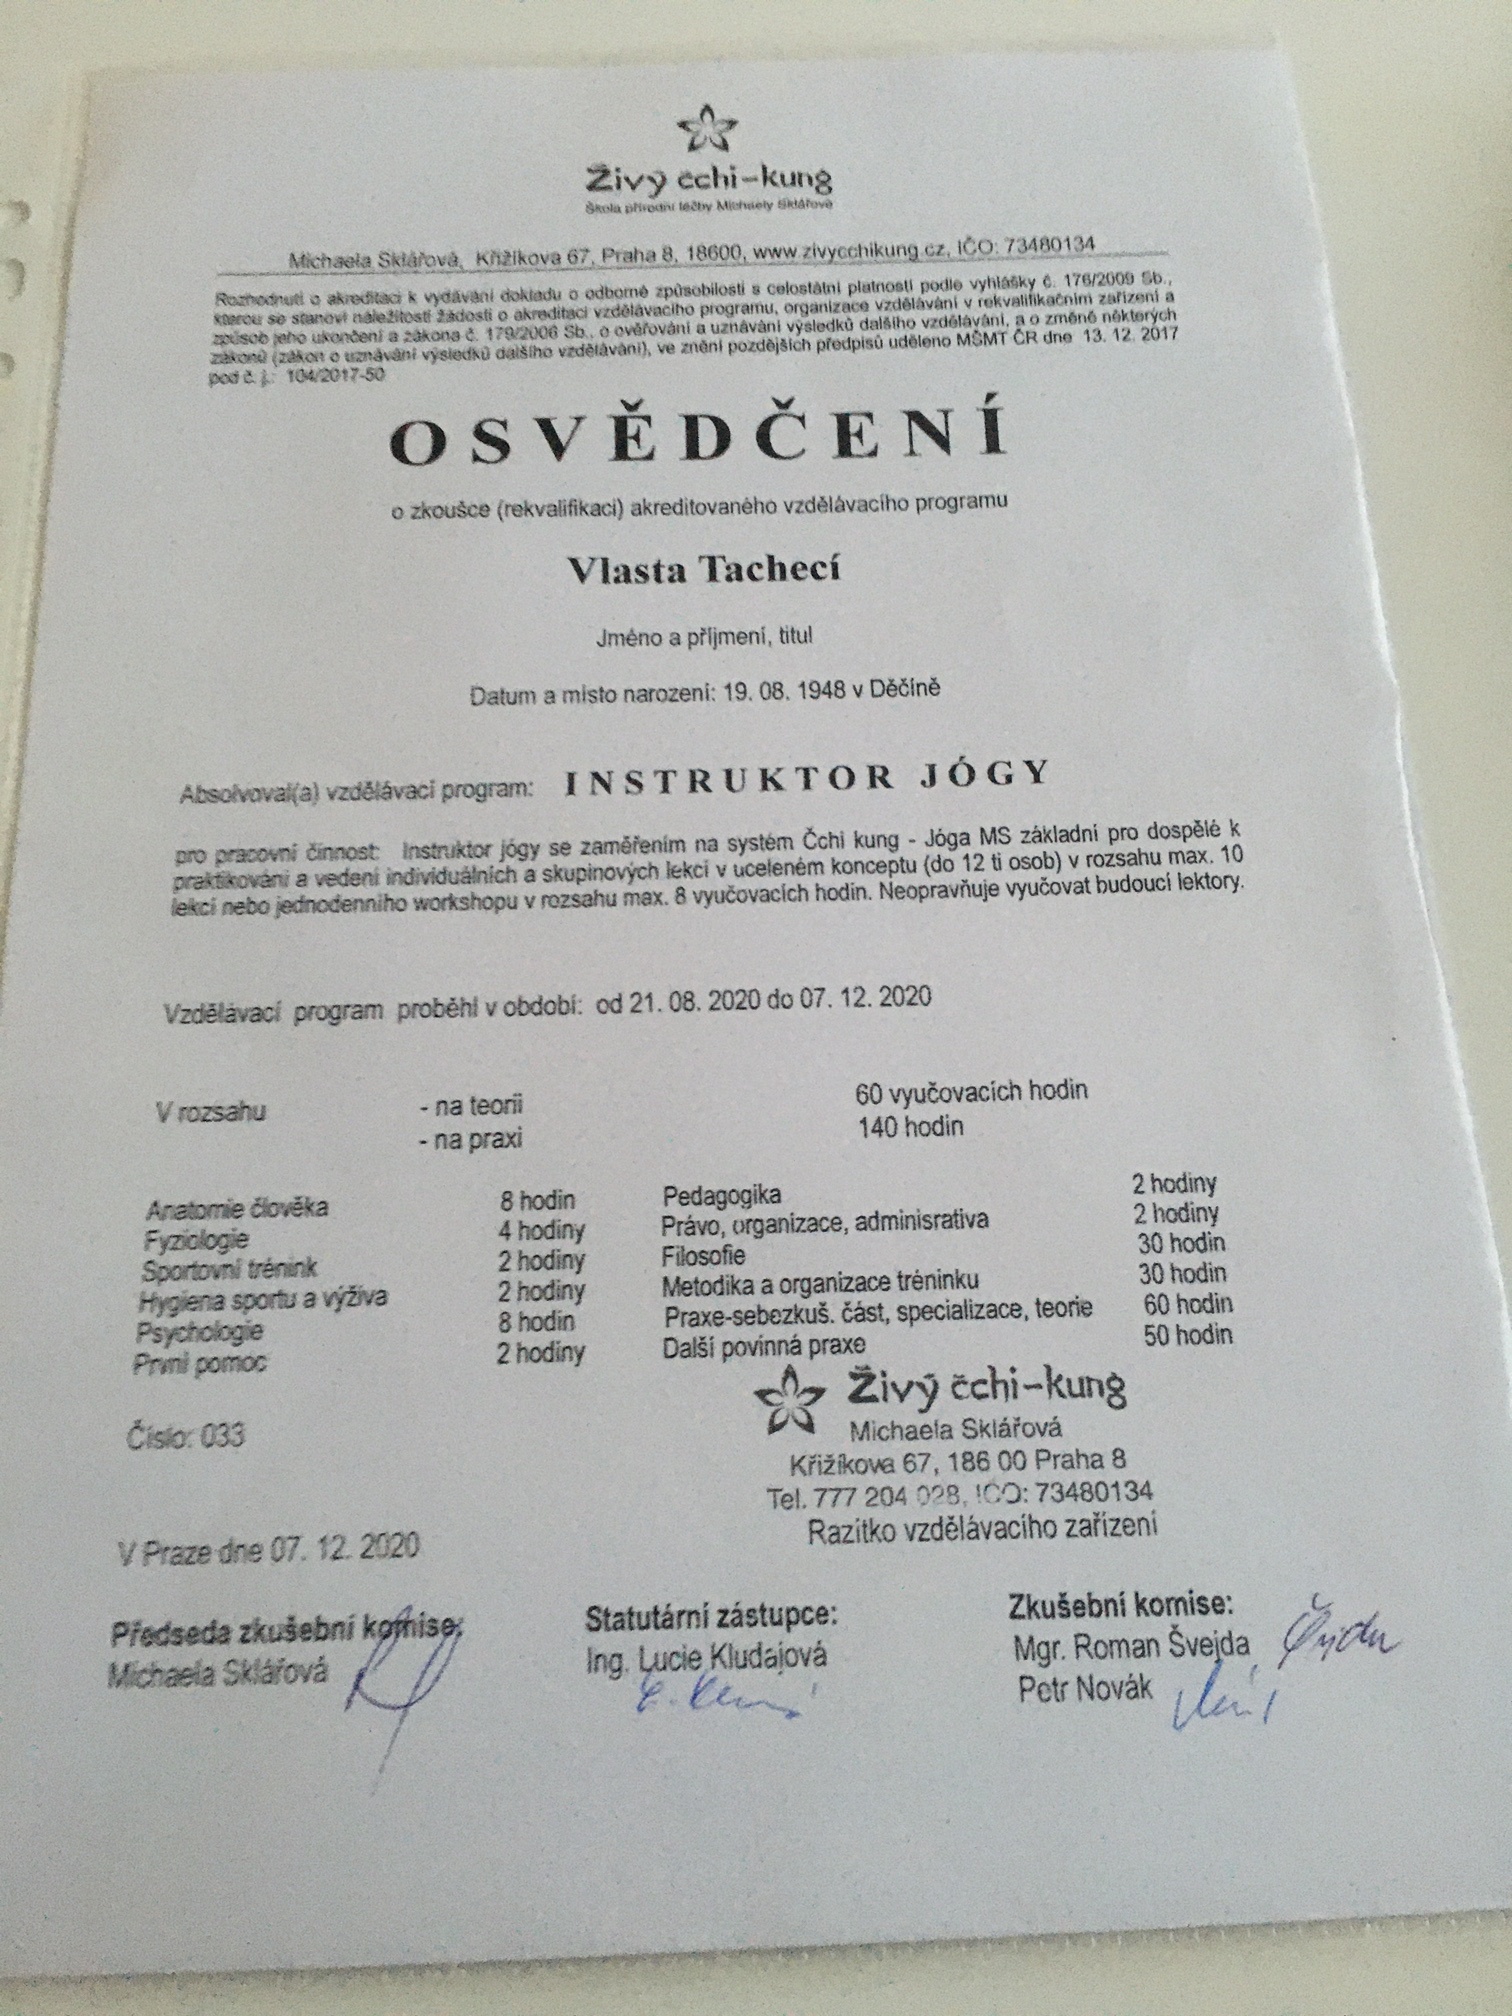 Živý čchi-kung
Škola přírodní léčby Michaely Sklářové
Michaela Sklářová, Křižíkova 67, Praha 8, 18600, www.zivycchikung.cz, IČO: 73480134
Rozhodnutí o akreditaci k vydávání dokladu o odborné způsobilosti s celostátní platností podle vyhlášky č. 176/2009 Sb.,
kterou se stanoví náležitosti žádosti o akreditaci vzdělávacího programu, organizace vzdělávání v rekvalifikačním zařízení a
způsob jeho ukončení a zákona č. 179/2006 Sb., o ověřování a uznávání výsledků dalšího vzdělávání, a o změně některých
zákonů (zákon o uznávání výsledků dalšího vzdělávání), ve znění pozdějších předpisů uděleno MŠMT ČR dne 13. 12. 2017
pod č. j.: 104/2017-50
OSVĚDČENÍ
o zkoušce (rekvalifikaci) akreditovaného vzdělávacího programu
Vlasta Tachecí
Jméno a příjmení, titul
Datum a místo narození: 19. 08. 1948 v Děčíně
Absolvoval(a) vzdělávací program: INSTRUKTOR JÓGY
pro pracovní činnost: Instruktor jógy se zaměřením na systém Čchi kung - Jóga MS základní pro dospělé k
praktikování a vedení individuálních a skupinových lekcí v uceleném konceptu (do 12 ti osob) v rozsahu max. 10
lekcí nebo jednodenního workshopu v rozsahu max. 8 vyučovacích hodin. Neopravňuje vyučovat budoucí lektory.
Vzdělávací program proběhl v období: od 21. 08. 2020 do 07. 12. 2020
V rozsahu - na teorii 60 vyučovacích hodin
- na praxi 140 hodin
Anatomie člověka 8 hodin Pedagogika 2 hodiny
Fyziologie 4 hodiny Právo, organizace, adminisrativa 2 hodiny
Sportovní trénink 2 hodiny Filosofie 30 hodin
Hygiena sportu a výživa 2 hodiny Metodika a organizace tréninku 30 hodin
Psychologie 8 hodin Praxe-sebezkuš. část, specializace, teorie 60 hodin
První pomoc 2 hodiny Další povinná praxe 50 hodin
Živý čchi-kung
Michaela Sklářová
Číslo: 033
Křižíkova 67, 186 00 Praha 8
Tel. 777 204 028, IČO: 73480134
Razítko vzdělávacího zařízení
V Praze dne 07. 12. 2020
Předseda zkušební komise: Statutární zástupce: Zkušební komise:
Michaela Sklářová Ing. Lucie Kludajová Mgr. Roman Švejda
Petr Novák